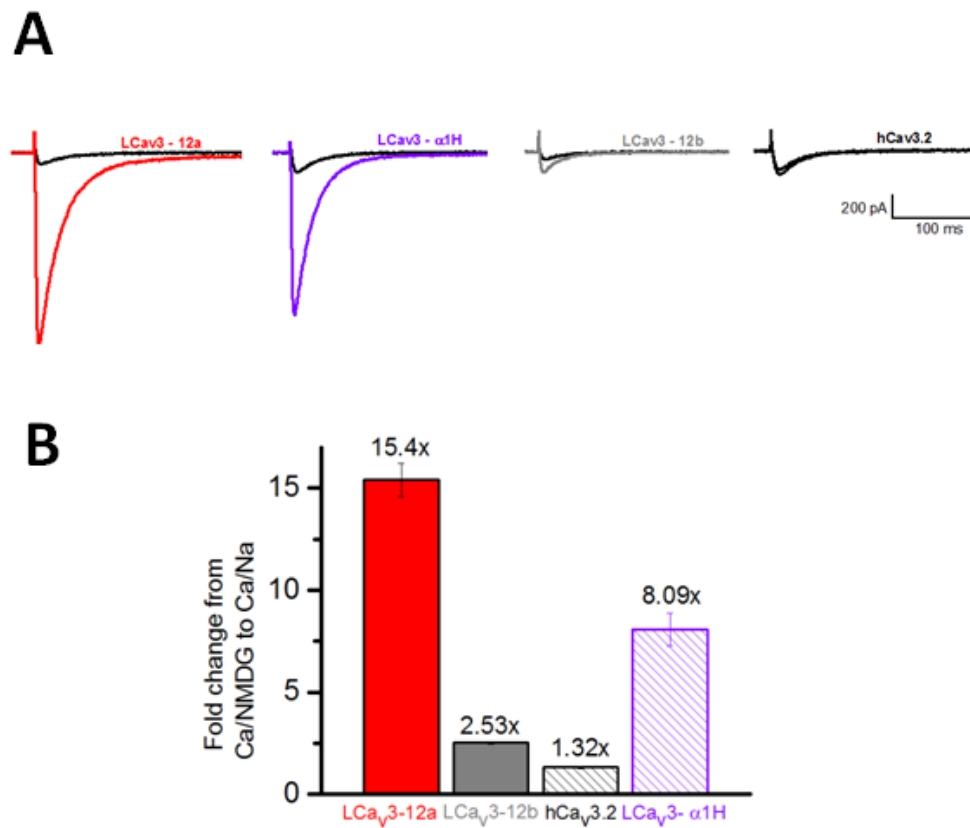 A
LCav3 - 12a
LCav3 - α1H
LCav3 - 12b
hCav3.2
200 pA
100 ms
B
Fold change from
Ca/NMDG to Ca/Na
15
10
5
0
15.4x
2.53x
1.32x
8.09x
LCaV3-12a LCaV3-12b hCaV3.2 LCaV3- α1H